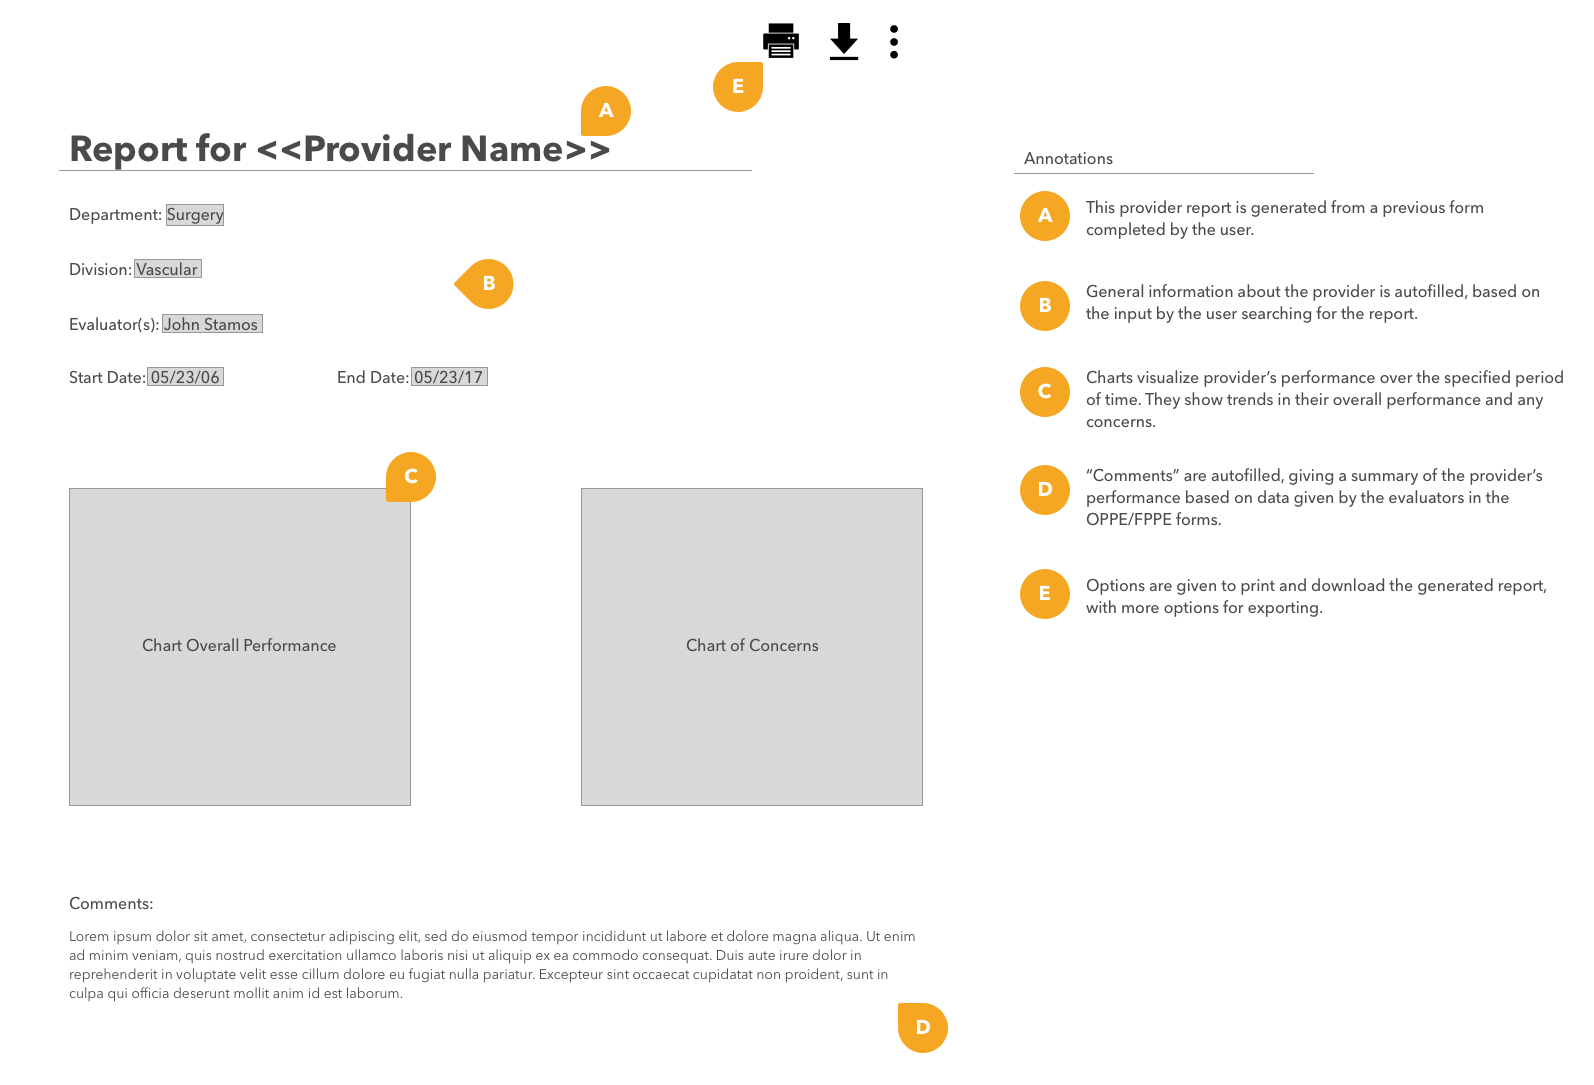 E
A
Report for <<Provider Name>>
Department: Surgery
Division: Vascular
B
Evaluator(s): John Stamos
Start Date: 05/23/06 End Date: 05/23/17
C
Chart Overall Performance
Chart of Concerns
Comments:
Lorem ipsum dolor sit amet, consectetur adipiscing elit, sed do eiusmod tempor incididunt ut labore et dolore magna aliqua. Ut enim
ad minim veniam, quis nostrud exercitation ullamco laboris nisi ut aliquip ex ea commodo consequat. Duis aute irure dolor in
reprehenderit in voluptate velit esse cillum dolore eu fugiat nulla pariatur. Excepteur sint occaecat cupidatat non proident, sunt in
culpa qui officia deserunt mollit anim id est laborum.
D
Annotations
A
This provider report is generated from a previous form
completed by the user.
B
General information about the provider is autofilled, based on
the input by the user searching for the report.
C
Charts visualize provider’s performance over the specified period
of time. They show trends in their overall performance and any
concerns.
D
“Comments” are autofilled, giving a summary of the provider’s
performance based on data given by the evaluators in the
OPPE/FPPE forms.
E
Options are given to print and download the generated report,
with more options for exporting.